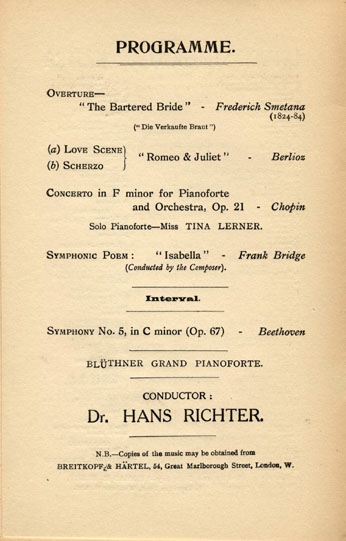 PROGRAMME.
OVERTURE—
"The Bartered Bride" - Frederich Smetana
(1824-84)
("Die Verkaufte Braut")
(a) LOVE SCENE
(b) SCHERZO
"Romeo & Juliet" - Berlioz
CONCERTO in F minor for Pianoforte
and Orchestra, Op. 21 - Chopin
Solo Pianoforte—Miss TINA LERNER.
SYMPHONIC POEM: "Isabella" - Frank Bridge
(Conducted by the Composer).
Interval.
SYMPHONY No. 5, in C minor (Op. 67) - Beethoven
BLÜTHNER GRAND PIANOFORTE.
CONDUCTOR:
Dr. HANS RICHTER.
N.B.—Copies of the music may be obtained from
BREITKOPF & HÄRTEL, 54, Great Marlborough Street, London, W.